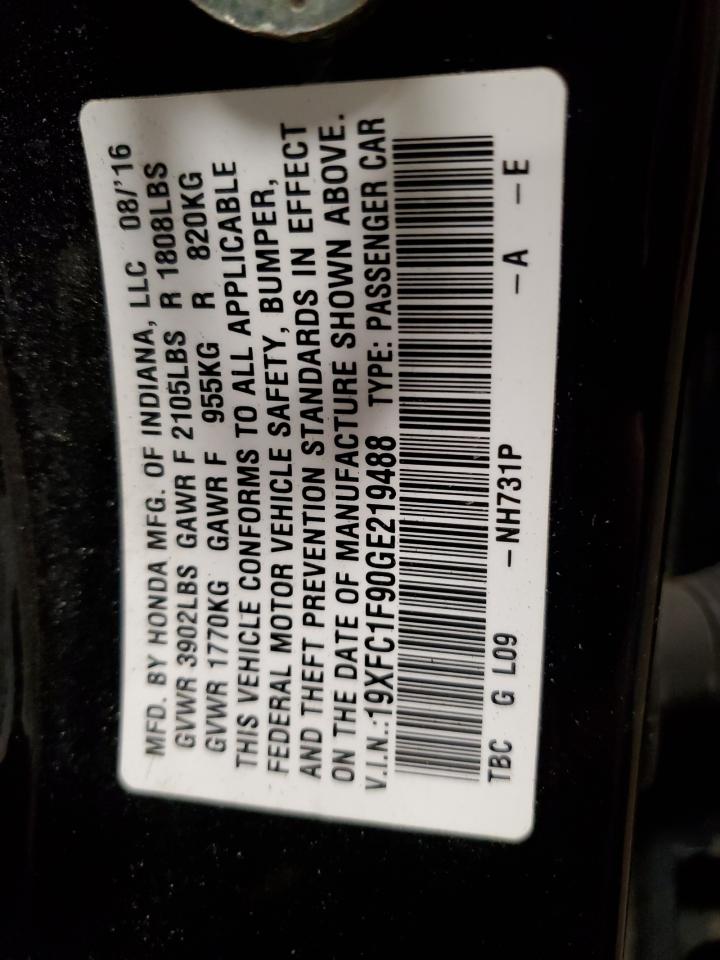 MFD. BY HONDA MFG. OF INDIANA, LLC 08/'16
GVWR 3902LBS GAWR F 2105LBS R 1808LBS
GVWR 1770KG GAWR F 955KG R 820KG
THIS VEHICLE CONFORMS TO ALL APPLICABLE
FEDERAL MOTOR VEHICLE SAFETY, BUMPER,
AND THEFT PREVENTION STANDARDS IN EFFECT
ON THE DATE OF MANUFACTURE SHOWN ABOVE.
V.I.N.:19XFC1F90GE219488 TYPE: PASSENGER CAR
TBC G L09 -NH731P -A -E